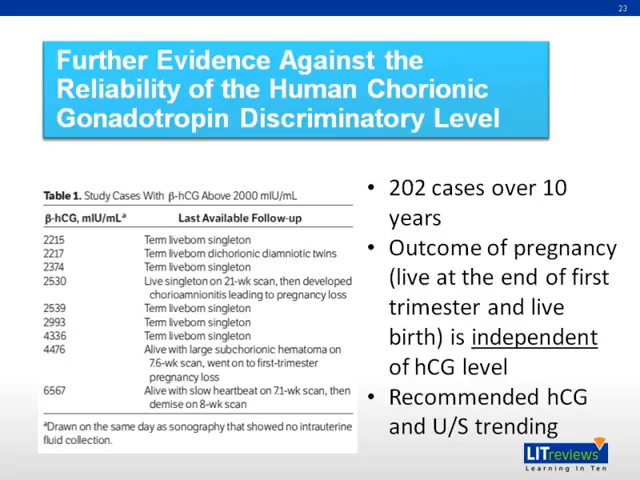 23
Further Evidence Against the
Reliability of the Human Chorionic
Gonadotropin Discriminatory Level
Table 1. Study Cases With β-hCG Above 2000 mIU/mL
β-hCG, mIU/mLª Last Available Follow-up
2215 Term liveborn singleton
2217 Term liveborn dichorionic diamniotic twins
2374 Term liveborn singleton
2530 Live singleton on 21-wk scan, then developed
chorioamnionitis leading to pregnancy loss
2539 Term liveborn singleton
2993 Term liveborn singleton
4336 Term liveborn singleton
4476 Alive with large subchorionic hematoma on
7.6-wk scan, went on to first-trimester
pregnancy loss
6567 Alive with slow heartbeat on 7.1-wk scan, then
demise on 8-wk scan
ªDrawn on the same day as sonography that showed no intrauterine
fluid collection.
• 202 cases over 10
years
• Outcome of pregnancy
(live at the end of first
trimester and live
birth) is independent
of hCG level
• Recommended hCG
and U/S trending
LITreviews
Learning In Ten